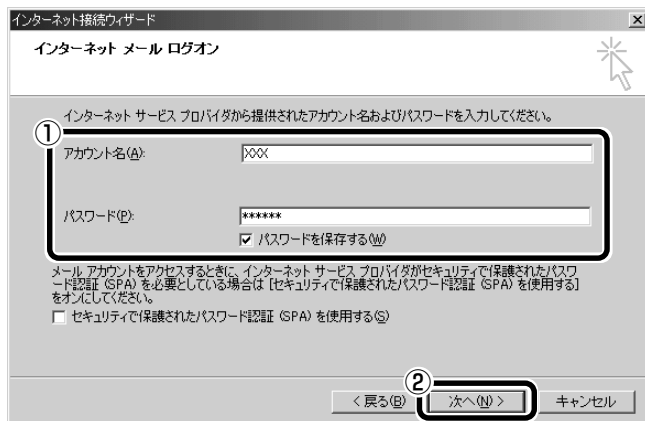 インターネット接続ウィザード
インターネット メール ログオン
インターネット サービス プロバイダから提供されたアカウント名およびパスワードを入力してください。
①
アカウント名(A):
XXX
パスワード(P):
******
パスワードを保存する(W)
メール アカウントをアクセスするときに、インターネット サービス プロバイダがセキュリティで保護されたパスワ
ード認証 (SPA) を必要としている場合は [セキュリティで保護されたパスワード認証 (SPA) を使用する]
をオンにしてください。
セキュリティで保護されたパスワード認証 (SPA) を使用する(S)
②
< 戻る(B)
次へ(N) >
キャンセル